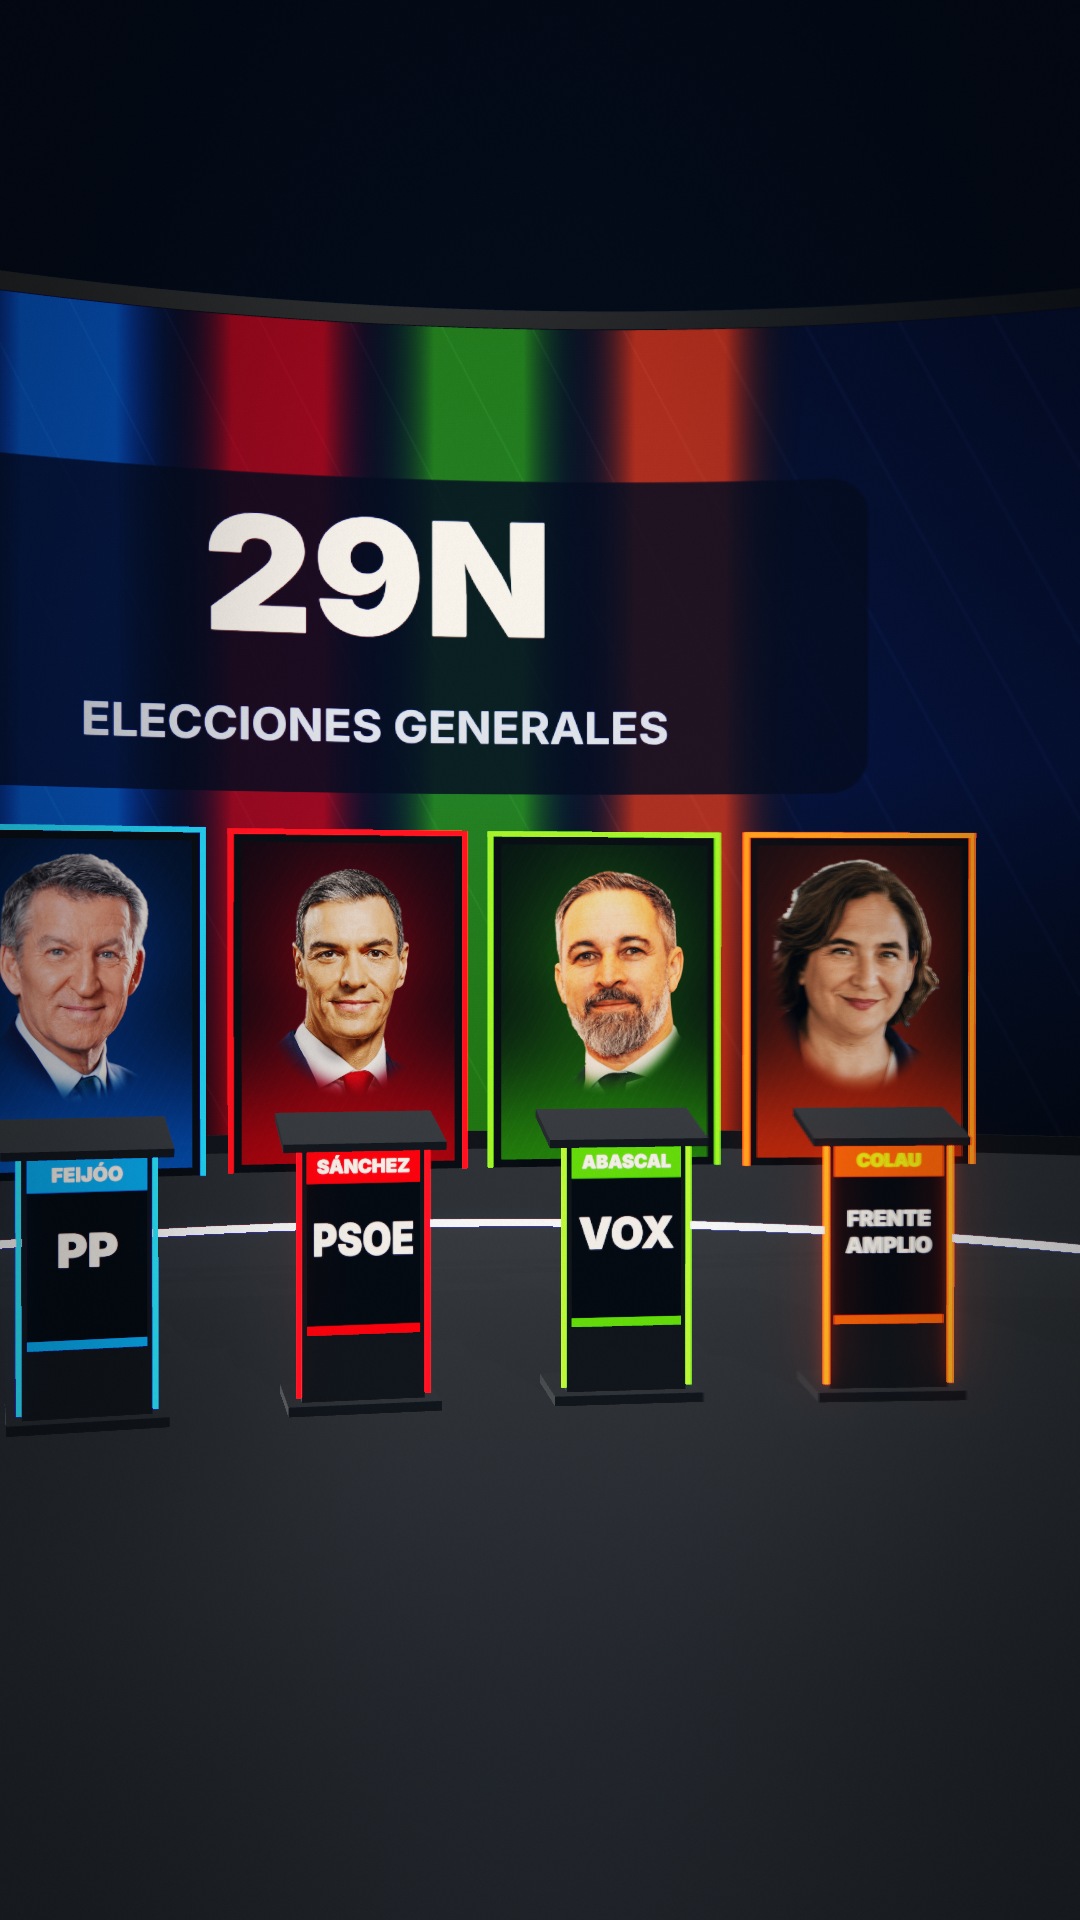 29N
ELECCIONES GENERALES
FEIJÓO
PP
SÁNCHEZ
PSOE
ABASCAL
VOX
COLAU
FRENTE
AMPLIO